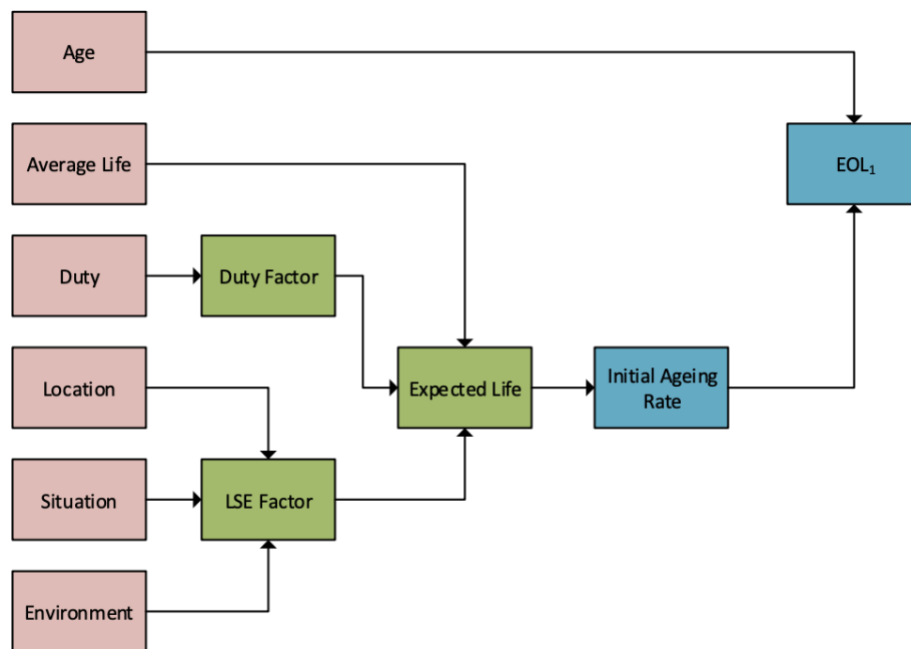 Age
Average Life
EOL₁
Duty
Duty Factor
Location
Expected Life
Initial Ageing
Rate
Situation
LSE Factor
Environment